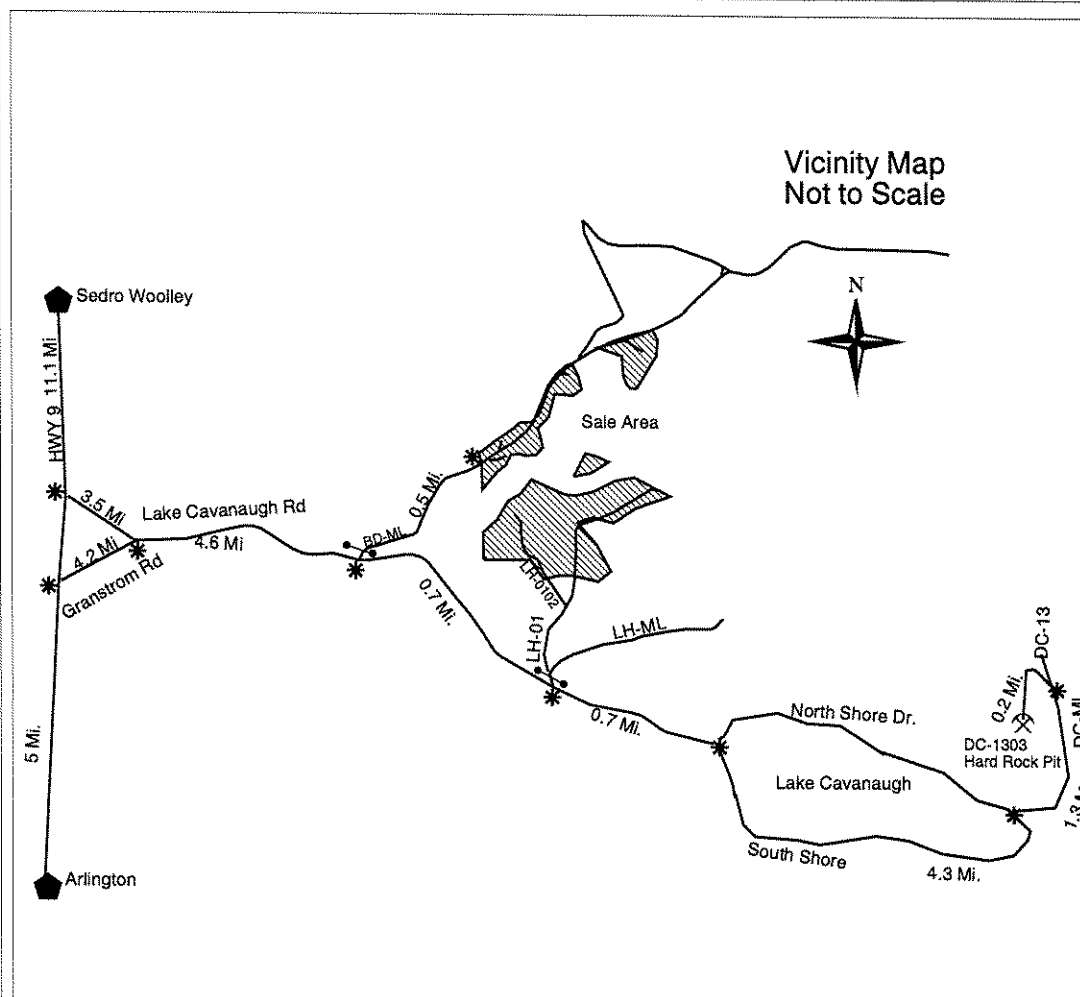 Vicinity Map
Not to Scale
N
Sedro Woolley
HWY 9 11.1 Mi
Sale Area
3.5 Mi
Lake Cavanaugh Rd
4.6 Mi
4.2 Mi
Granstrom Rd
0.5 Mi.
BD-ML
0.7 Mi.
LH-0102
LH-01
LH-ML
0.7 Mi.
5 Mi.
Arlington
North Shore Dr.
Lake Cavanaugh
South Shore
4.3 Mi.
DC-13
0.2 Mi.
DC-1303
Hard Rock Pit
DC-ML